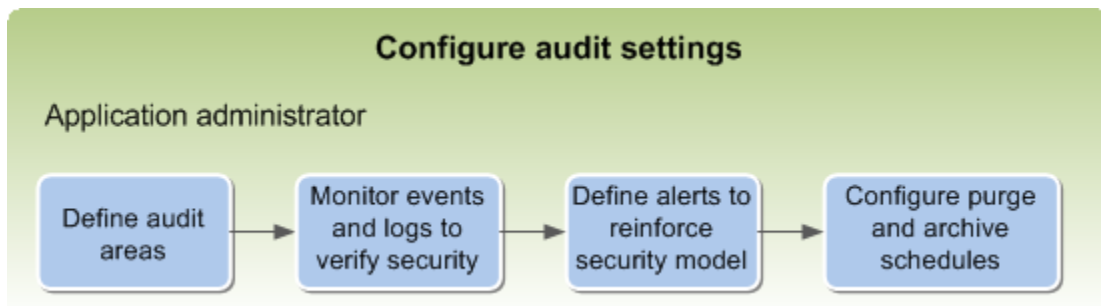 Configure audit settings
Application administrator
Define audit
areas
Monitor events
and logs to
verify security
Define alerts to
reinforce
security model
Configure purge
and archive
schedules